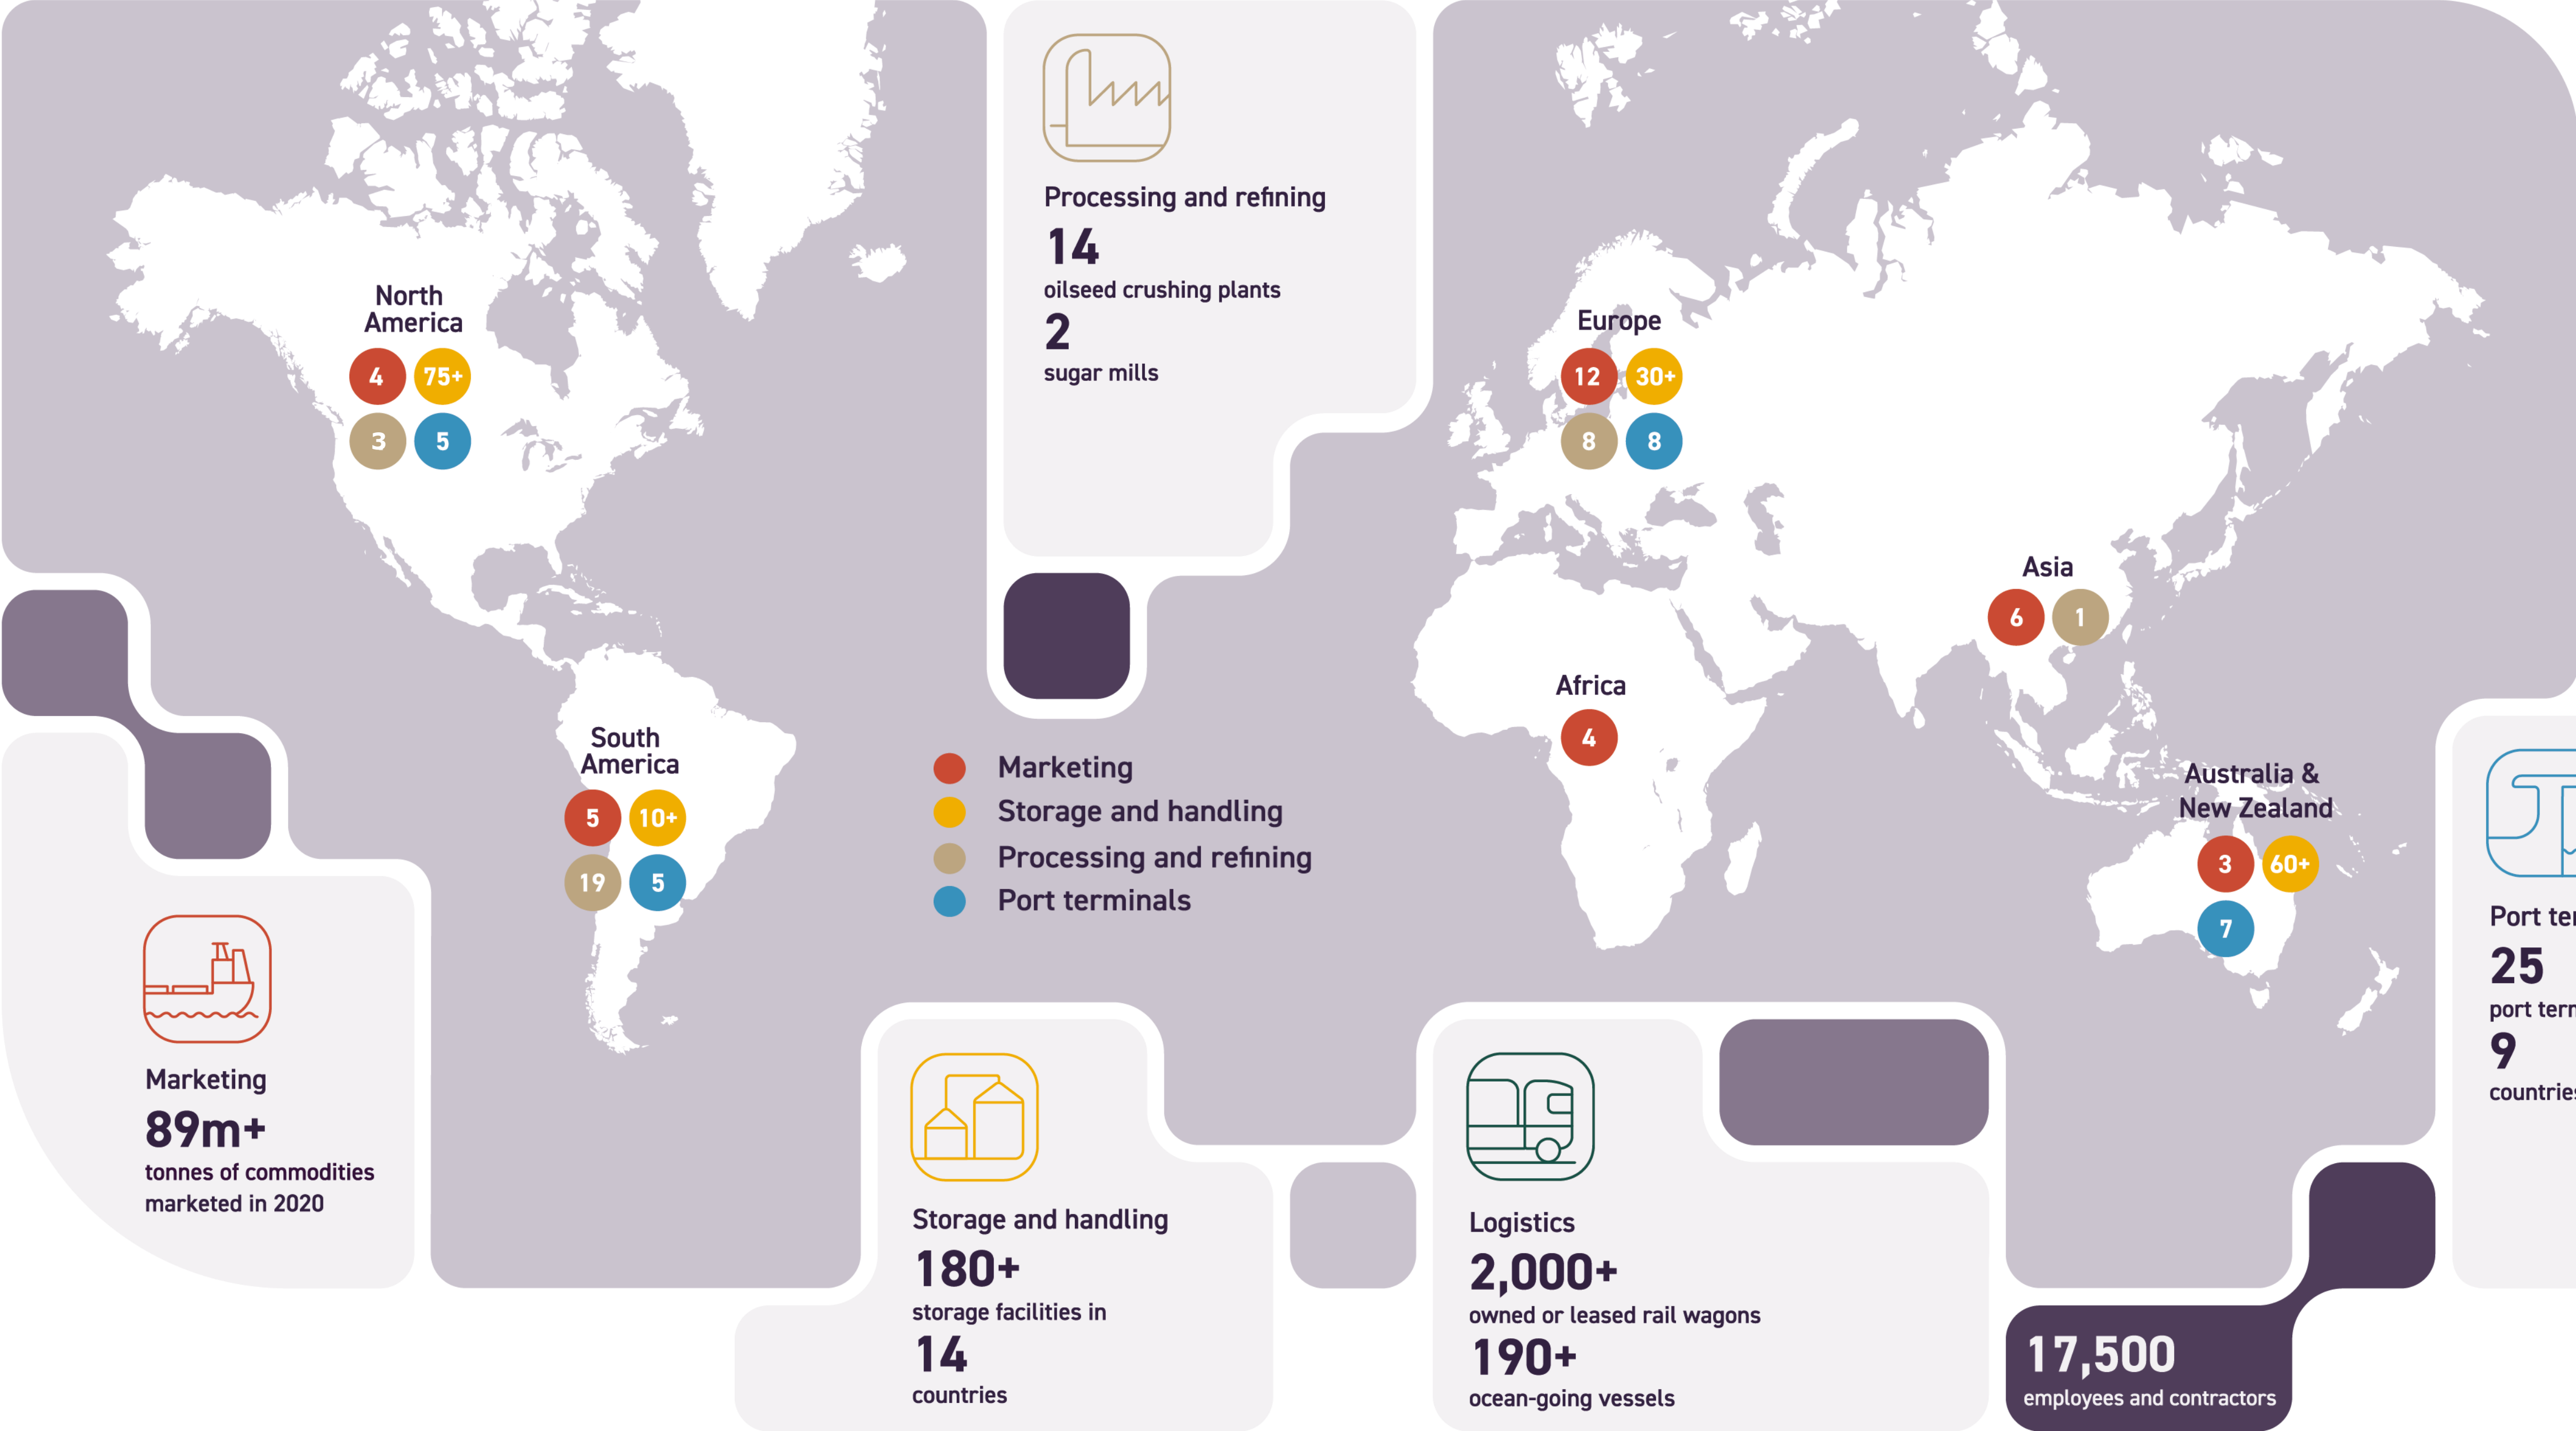 Processing and refining
14
oilseed crushing plants
2
sugar mills
North
America
4 75+
3 5
Europe
12 30+
8 8
Asia
6 1
Africa
4
South
America
5 10+
19 5
Marketing
Storage and handling
Processing and refining
Port terminals
Australia &
New Zealand
3 60+
7
Marketing
89m+
tonnes of commodities
marketed in 2020
Storage and handling
180+
storage facilities in
14
countries
Logistics
2,000+
owned or leased rail wagons
190+
ocean-going vessels
17,500
employees and contractors
Port
25
port
9
countries